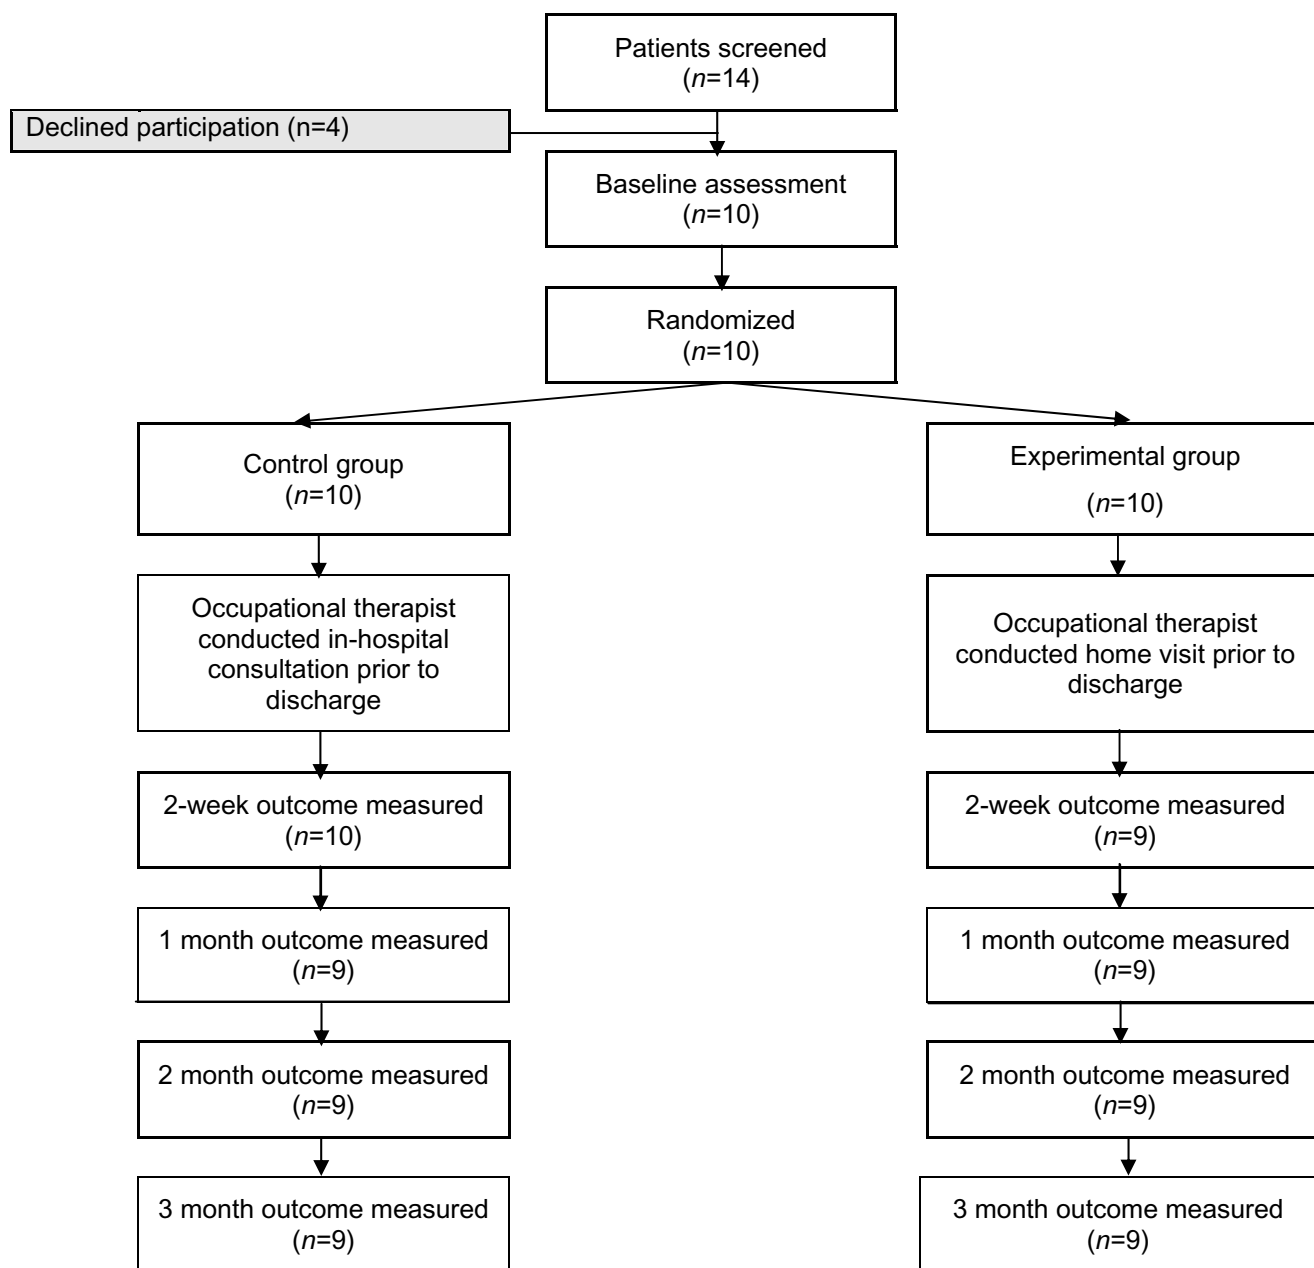 Patients screened
(n=14)
Declined participation (n=4)
Baseline assessment
(n=10)
Randomized
(n=10)
Control group
(n=10)
Experimental group
(n=10)
Occupational therapist
conducted in-hospital
consultation prior to
discharge
Occupational therapist
conducted home visit prior to
discharge
2-week outcome measured
(n=10)
2-week outcome measured
(n=9)
1 month outcome measured
(n=9)
1 month outcome measured
(n=9)
2 month outcome measured
(n=9)
2 month outcome measured
(n=9)
3 month outcome measured
(n=9)
3 month outcome measured
(n=9)